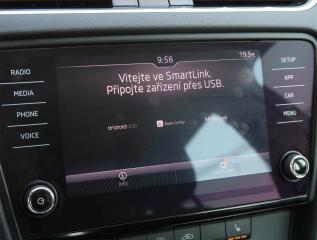 9:58
19.5°C
RADIO
MEDIA
PHONE
VOICE
Vítejte ve SmartLink.
Připojte zařízení přes USB.
androidauto
Apple CarPlay
Info
SETUP
APP
CAR
MENU